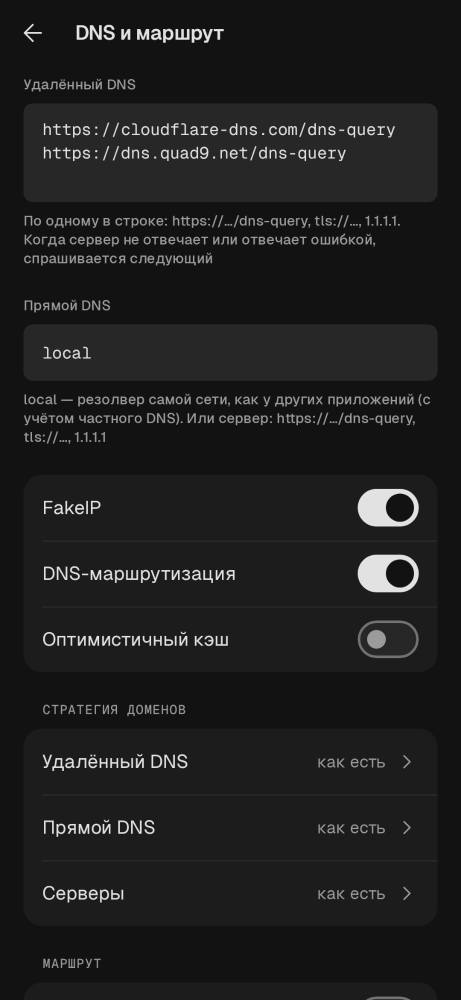 DNS и маршрут
Удалённый DNS
https://cloudflare-dns.com/dns-query
https://dns.quad9.net/dns-query
По одному в строке: https://…/dns-query, tls://…, 1.1.1.1.
Когда сервер не отвечает или отвечает ошибкой,
спрашивается следующий
Прямой DNS
local
local — резолвер самой сети, как у других приложений (с
учётом частного DNS). Или сервер: https://…/dns-query,
tls://…, 1.1.1.1
FakeIP
DNS-маршрутизация
Оптимистичный кэш
СТРАТЕГИЯ ДОМЕНОВ
Удалённый DNS как есть
Прямой DNS как есть
Серверы как есть
МАРШРУТ